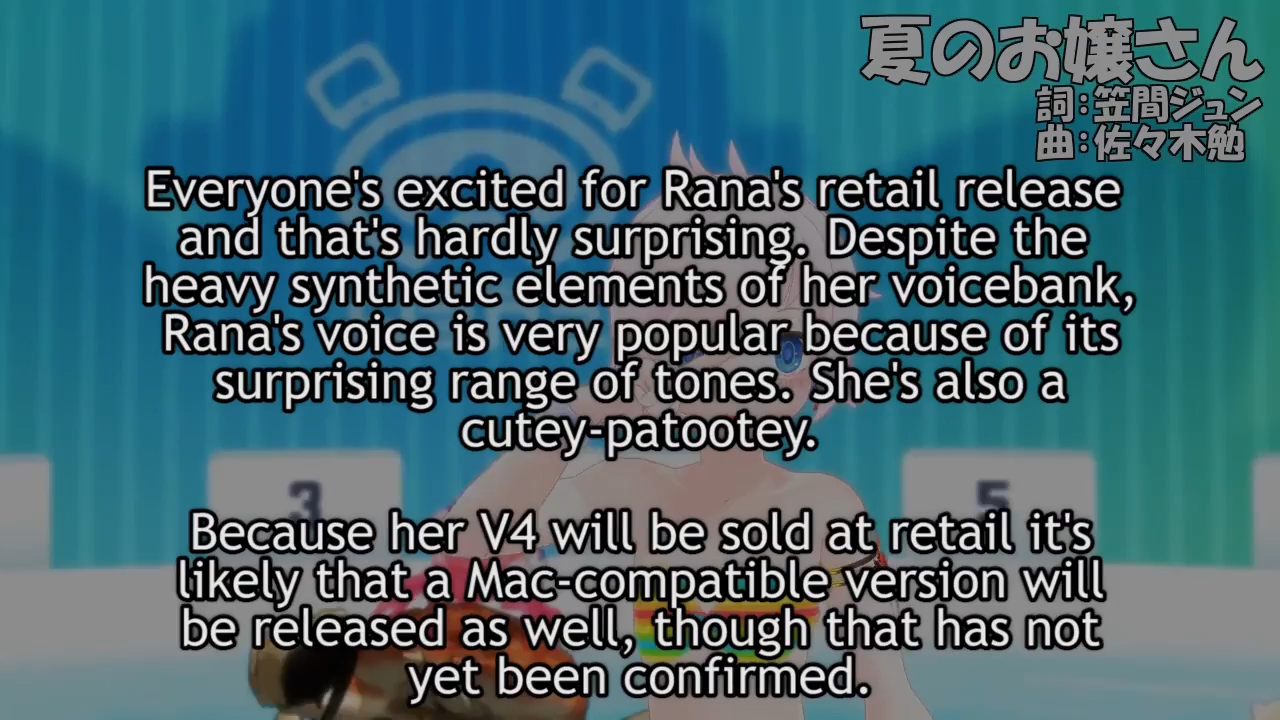 夏のお嬢さん
詞：笠間ジュン
曲：佐々木勉
Everyone's excited for Rana's retail release
and that's hardly surprising. Despite the
heavy synthetic elements of her voicebank,
Rana's voice is very popular because of its
surprising range of tones. She's also a
cutey-patootey.
3
5
Because her V4 will be sold at retail it's
likely that a Mac-compatible version will
be released as well, though that has not
yet been confirmed.